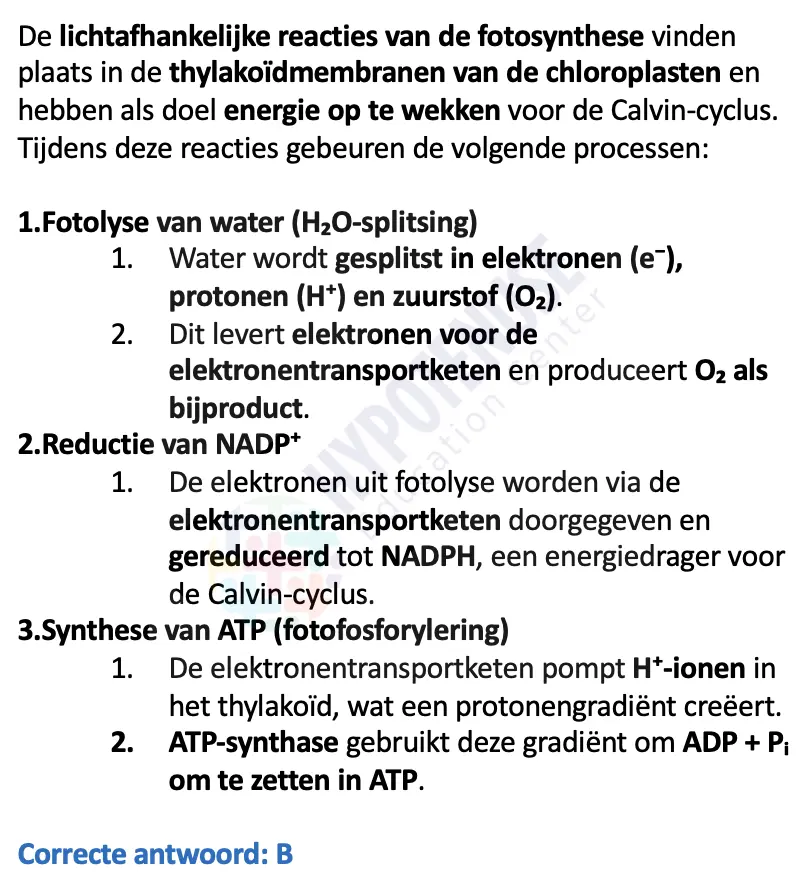 De lichtafhankelijke reacties van de fotosynthese vinden
plaats in de thylakoïdmembranen van de chloroplasten en
hebben als doel energie op te wekken voor de Calvin-cyclus.
Tijdens deze reacties gebeuren de volgende processen:
1.Fotolyse van water (H₂O-splitsing)
1. Water wordt gesplitst in elektronen (e⁻),
protonen (H⁺) en zuurstof (O₂).
2. Dit levert elektronen voor de
elektronentransportketen en produceert O₂ als
bijproduct.
2.Reductie van NADP⁺
1. De elektronen uit fotolyse worden via de
elektronentransportketen doorgegeven en
gereduceerd tot NADPH, een energiedrager voor
de Calvin-cyclus.
3.Synthese van ATP (fotofosforylering)
1. De elektronentransportketen pompt H⁺-ionen in
het thylakoïd, wat een protonengradiënt creëert.
2. ATP-synthase gebruikt deze gradiënt om ADP + Pᵢ
om te zetten in ATP.
Correcte antwoord: B
HYPOTENUSE
Education Center